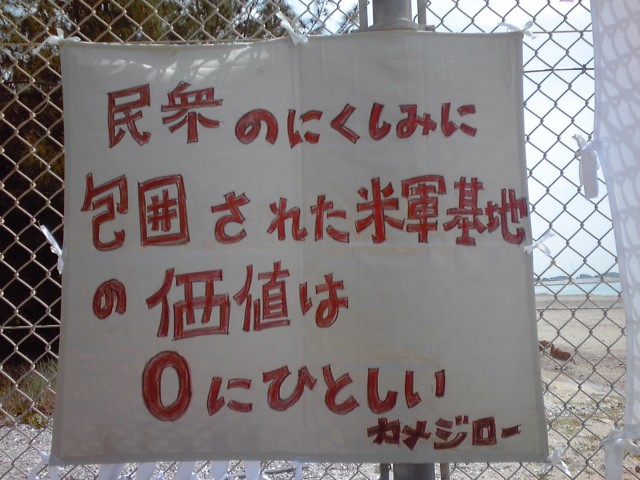 民衆のにくしみに
包囲された米軍基地
の価値は
0にひとしい
カメジロー